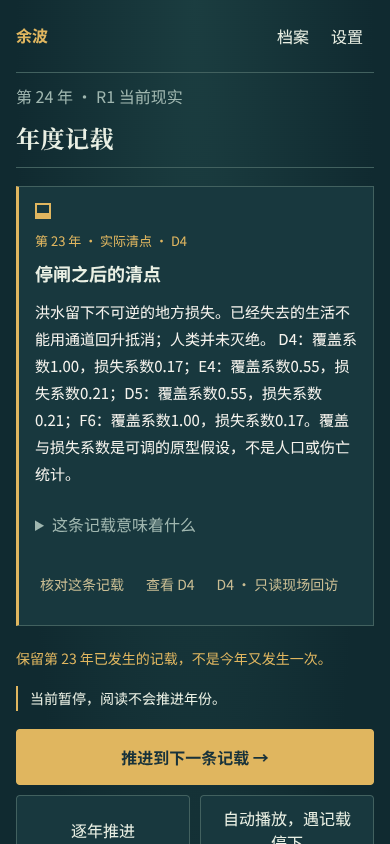 余波
档案 设置
第 24 年 · R1 当前现实
年度记载
第 23 年 · 实际清点 · D4
停闸之后的清点
洪水留下不可逆的地方损失。已经失去的生活不
能用通道回升抵消；人类并未灭绝。 D4：覆盖系
数1.00，损失系数0.17；E4：覆盖系数0.55，损
失系数0.21；D5：覆盖系数0.55，损失系数
0.21；F6：覆盖系数1.00，损失系数0.17。覆盖
与损失系数是可调的原型假设，不是人口或伤亡
统计。
▶ 这条记载意味着什么
核对这条记载 查看 D4 D4 · 只读现场回访
保留第 23 年已发生的记载，不是今年又发生一次。
当前暂停，阅读不会推进年份。
推进到下一条记载 →
逐年推进
自动播放，遇记载
停下